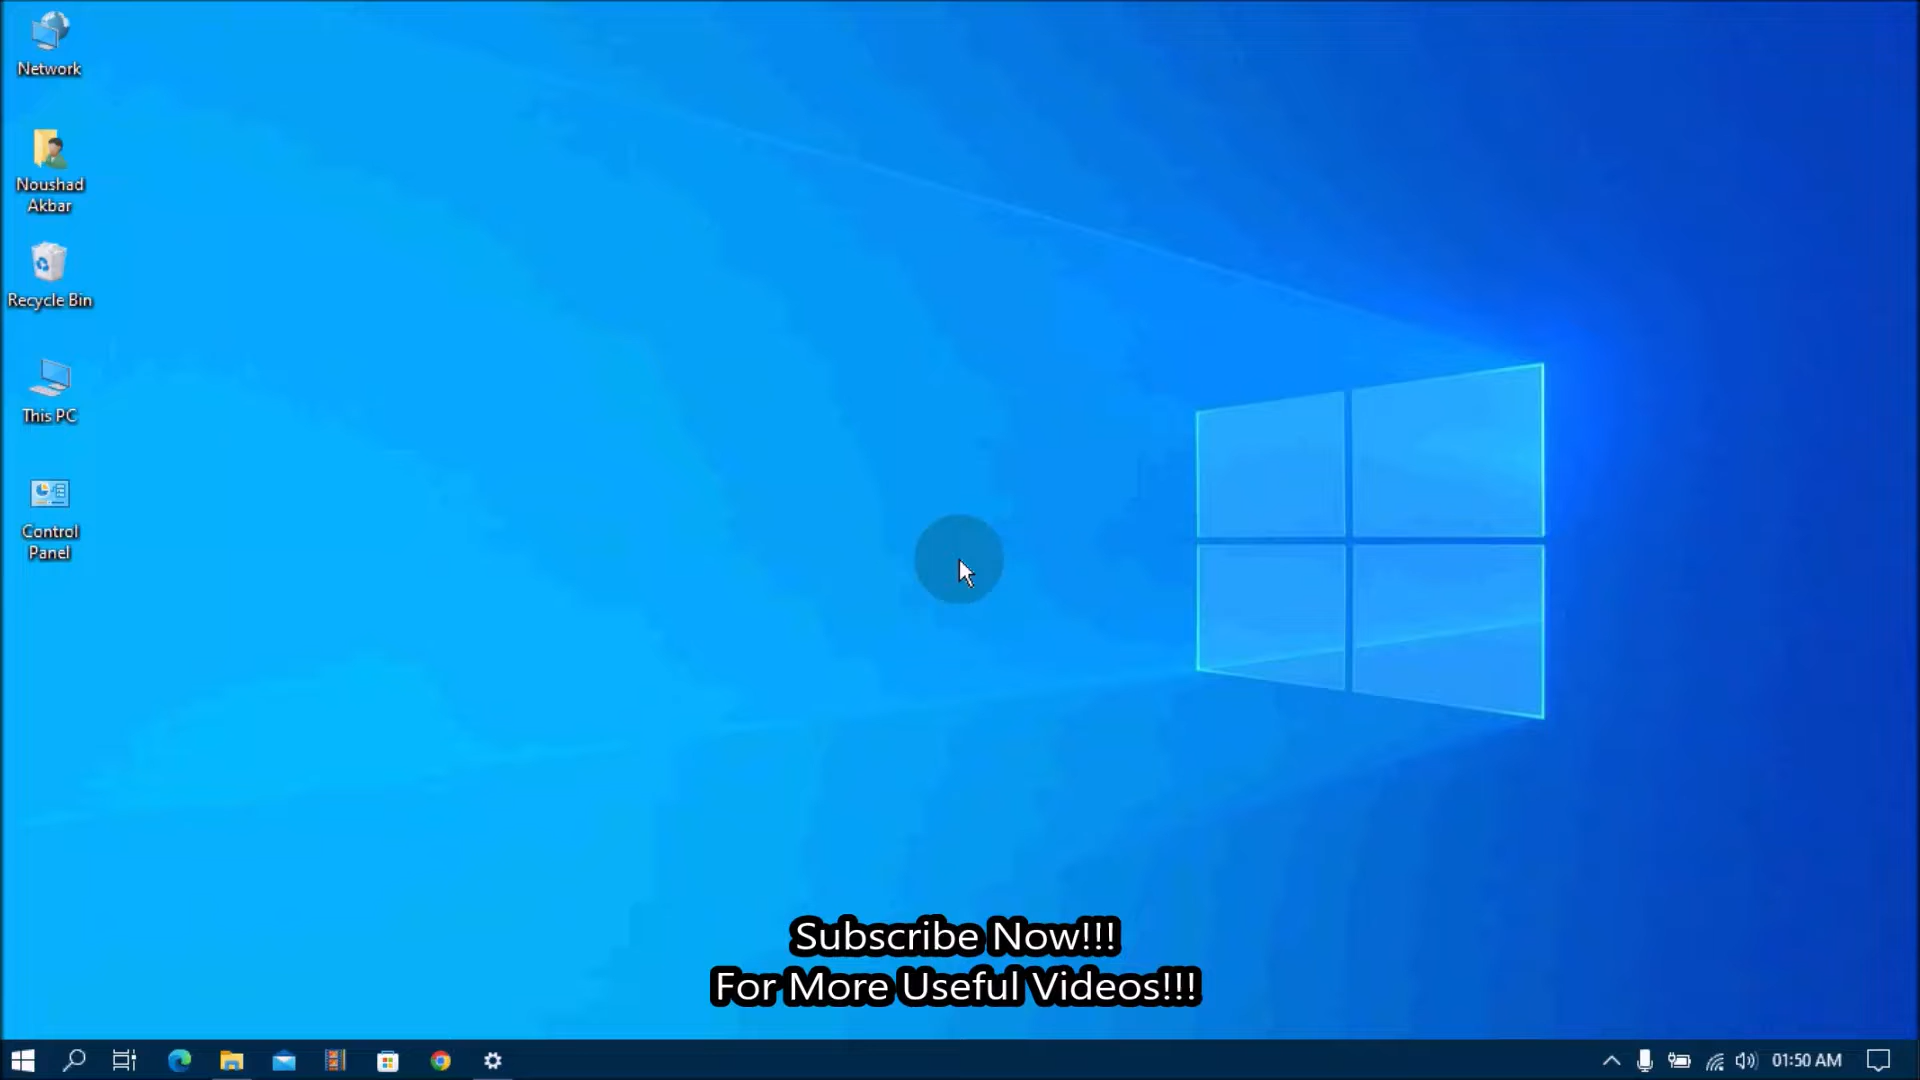 Network
Noushad
Akbar
Recycle Bin
This PC
Control
Panel
Subscribe Now!!!
For More Useful Videos!!!
01:50 AM